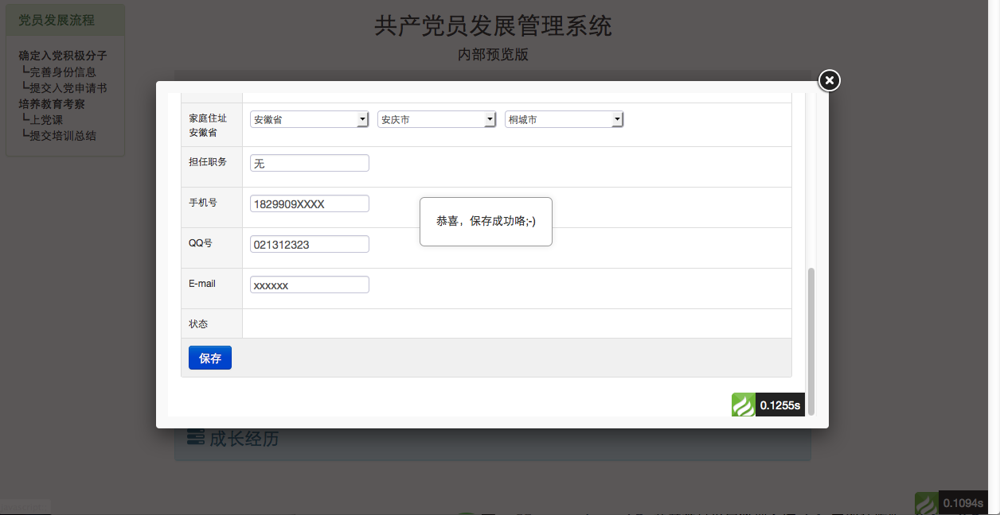 党员发展流程
确定入党积极分子
┗完善身份信息
┗提交入党申请书
培养教育考察
┗上党课
┗提交培训总结
共产党员发展管理系统
内部预览版
家庭住址
安徽省
安徽省
安庆市
桐城市
担任职务
无
手机号
1829909XXXX
恭喜，保存成功咯;-)
QQ号
021312323
E-mail
xxxxxx
状态
保存
0.1255s
成长经历
0.1094s